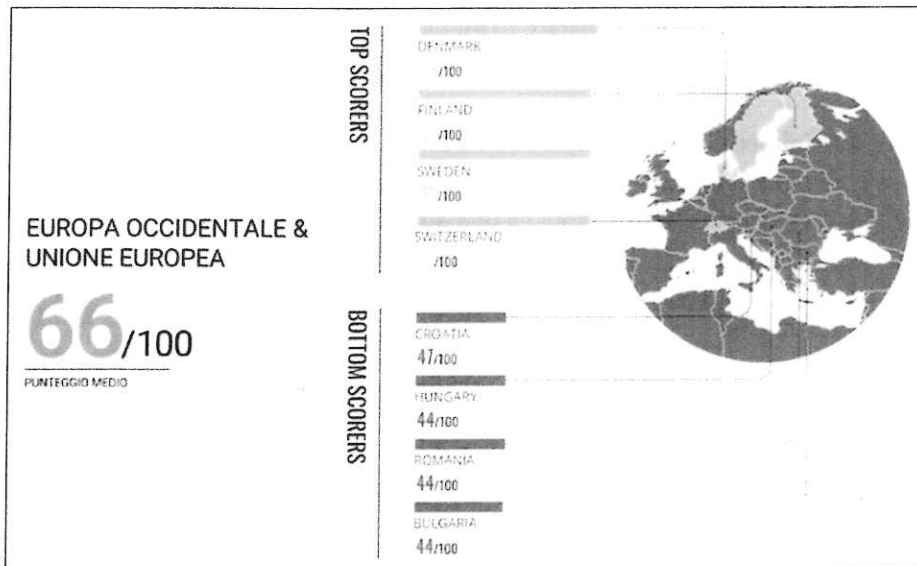 TOP SCORERS
DENMARK
/100
FINLAND
/100
SWEDEN
/100
SWITZERLAND
/100
EUROPA OCCIDENTALE &
UNIONE EUROPEA
66/100
PUNTEGGIO MEDIO
BOTTOM SCORERS
CROATIA
47/100
HUNGARY
44/100
ROMANIA
44/100
BULGARIA
44/100